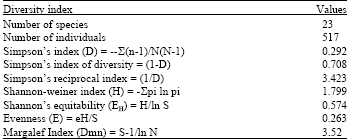 Diversity index Values
Number of species 23
Number of individuals 517
Simpson's index (D) = --Σ(n-1)/N(N-1) 0.292
Simpson's index of diversity = (1-D) 0.708
Simpson's reciprocal index = (1/D) 3.423
Shannon-weiner index (H) = -Σpi ln pi 1.799
Shannon's equitability (EH) = H/ln S 0.574
Evenness (E) = eH/S 0.263
Margalef Index (Dmn) = S-1/ln N 3.52